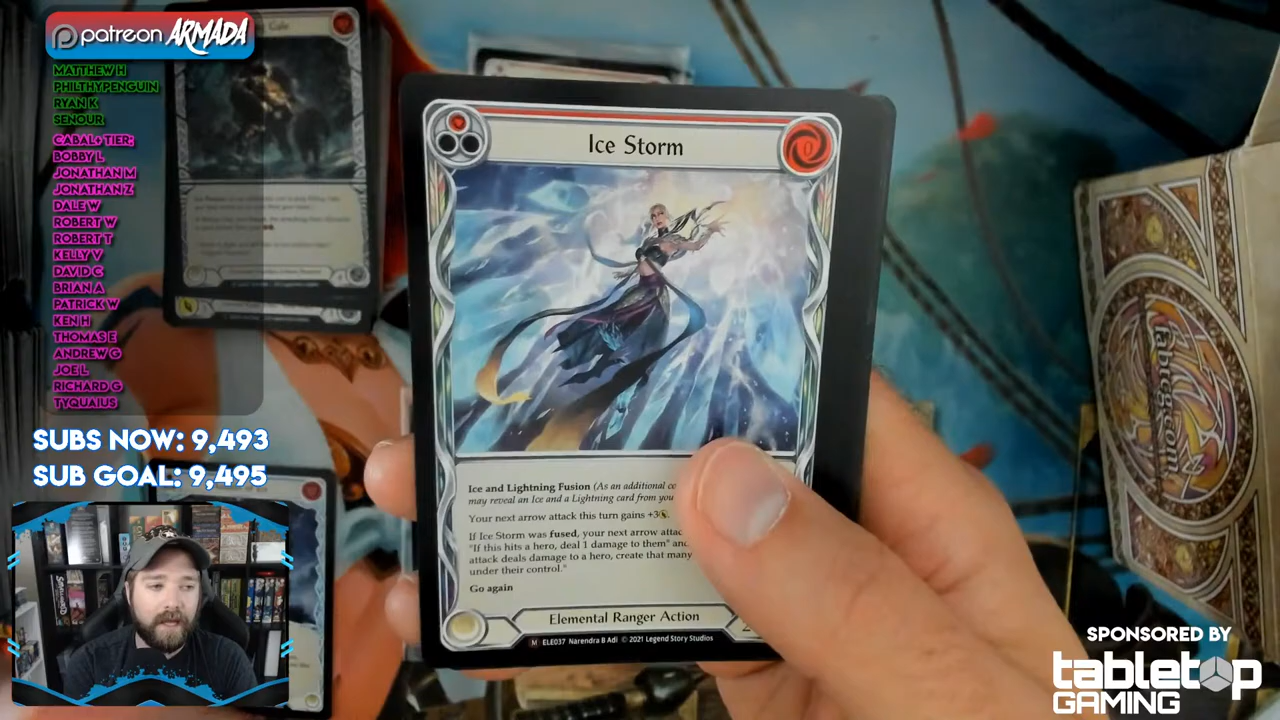 patreon ARMADA
MATTHEW H
PHILTHYPENGUIN
RYAN K
SENOUR
CABAL+ TIER:
BOBBY L
JONATHAN M
JONATHAN Z
DALE W
ROBERT W
ROBERT T
KELLY V
DAVID C
BRIAN A
PATRICK W
KEN H
THOMAS E
ANDREW G
JOE L
RICHARD G
TYQUAIUS
SUBS NOW: 9,493
SUB GOAL: 9,495
Ice Storm
0
Ice and Lightning Fusion (As an additional co
may reveal an Ice and a Lightning card from you
Your next arrow attack this turn gains +3
If Ice Storm was fused, your next arrow attac
"If this hits a hero, deal 1 damage to them" and
attack deals damage to a hero, create that many
under their control."
Go again
Elemental Ranger Action
M ELE037 Narendra B Adi © 2021 Legend Story Studios
fabtcg.com
SPONSORED BY
tabletop
GAMING